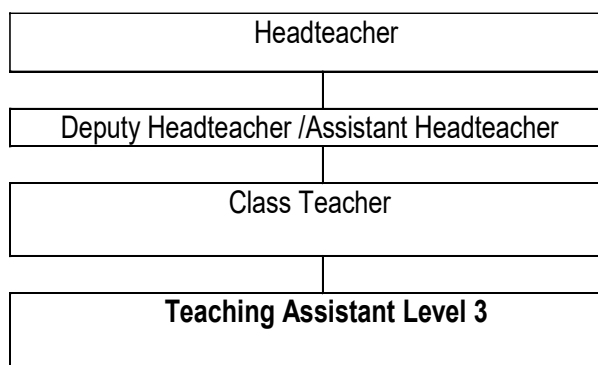 Headteacher
Deputy Headteacher /Assistant Headteacher
Class Teacher
Teaching Assistant Level 3